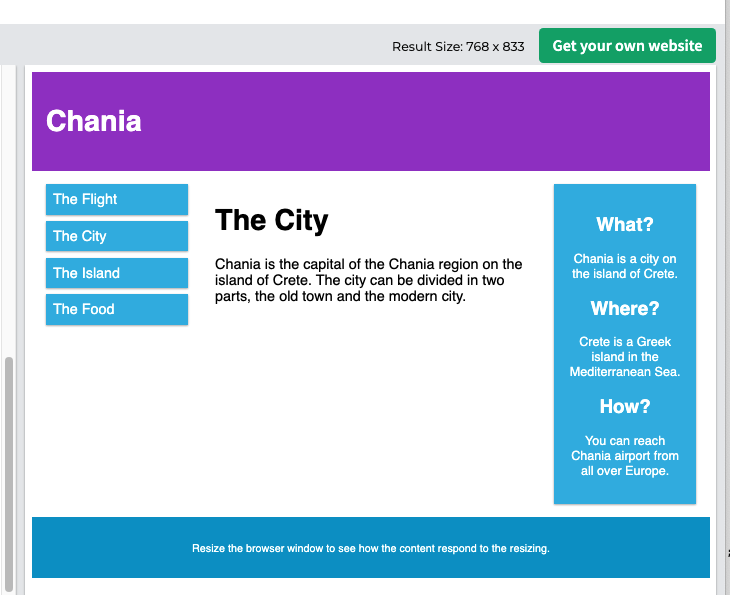 Result Size: 768 x 833
Get your own website
Chania
The Flight
The City
The Island
The Food
The City
Chania is the capital of the Chania region on the
island of Crete. The city can be divided in two
parts, the old town and the modern city.
What?
Chania is a city on
the island of Crete.
Where?
Crete is a Greek
island in the
Mediterranean Sea.
How?
You can reach
Chania airport from
all over Europe.
Resize the browser window to see how the content respond to the resizing.